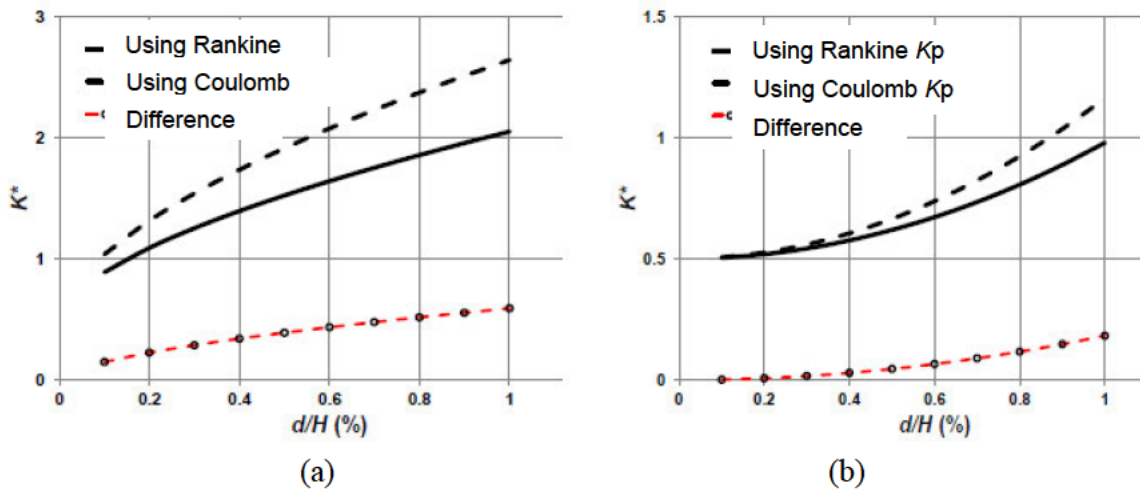 3
2
1
0
K*
Using Rankine
Using Coulomb
Difference
0
0.2
0.4
0.6
0.8
1
d/H (%)
(a)
1.5
1
0.5
0
K*
Using Rankine Kp
Using Coulomb Kp
Difference
0
0.2
0.4
0.6
0.8
1
d/H (%)
(b)